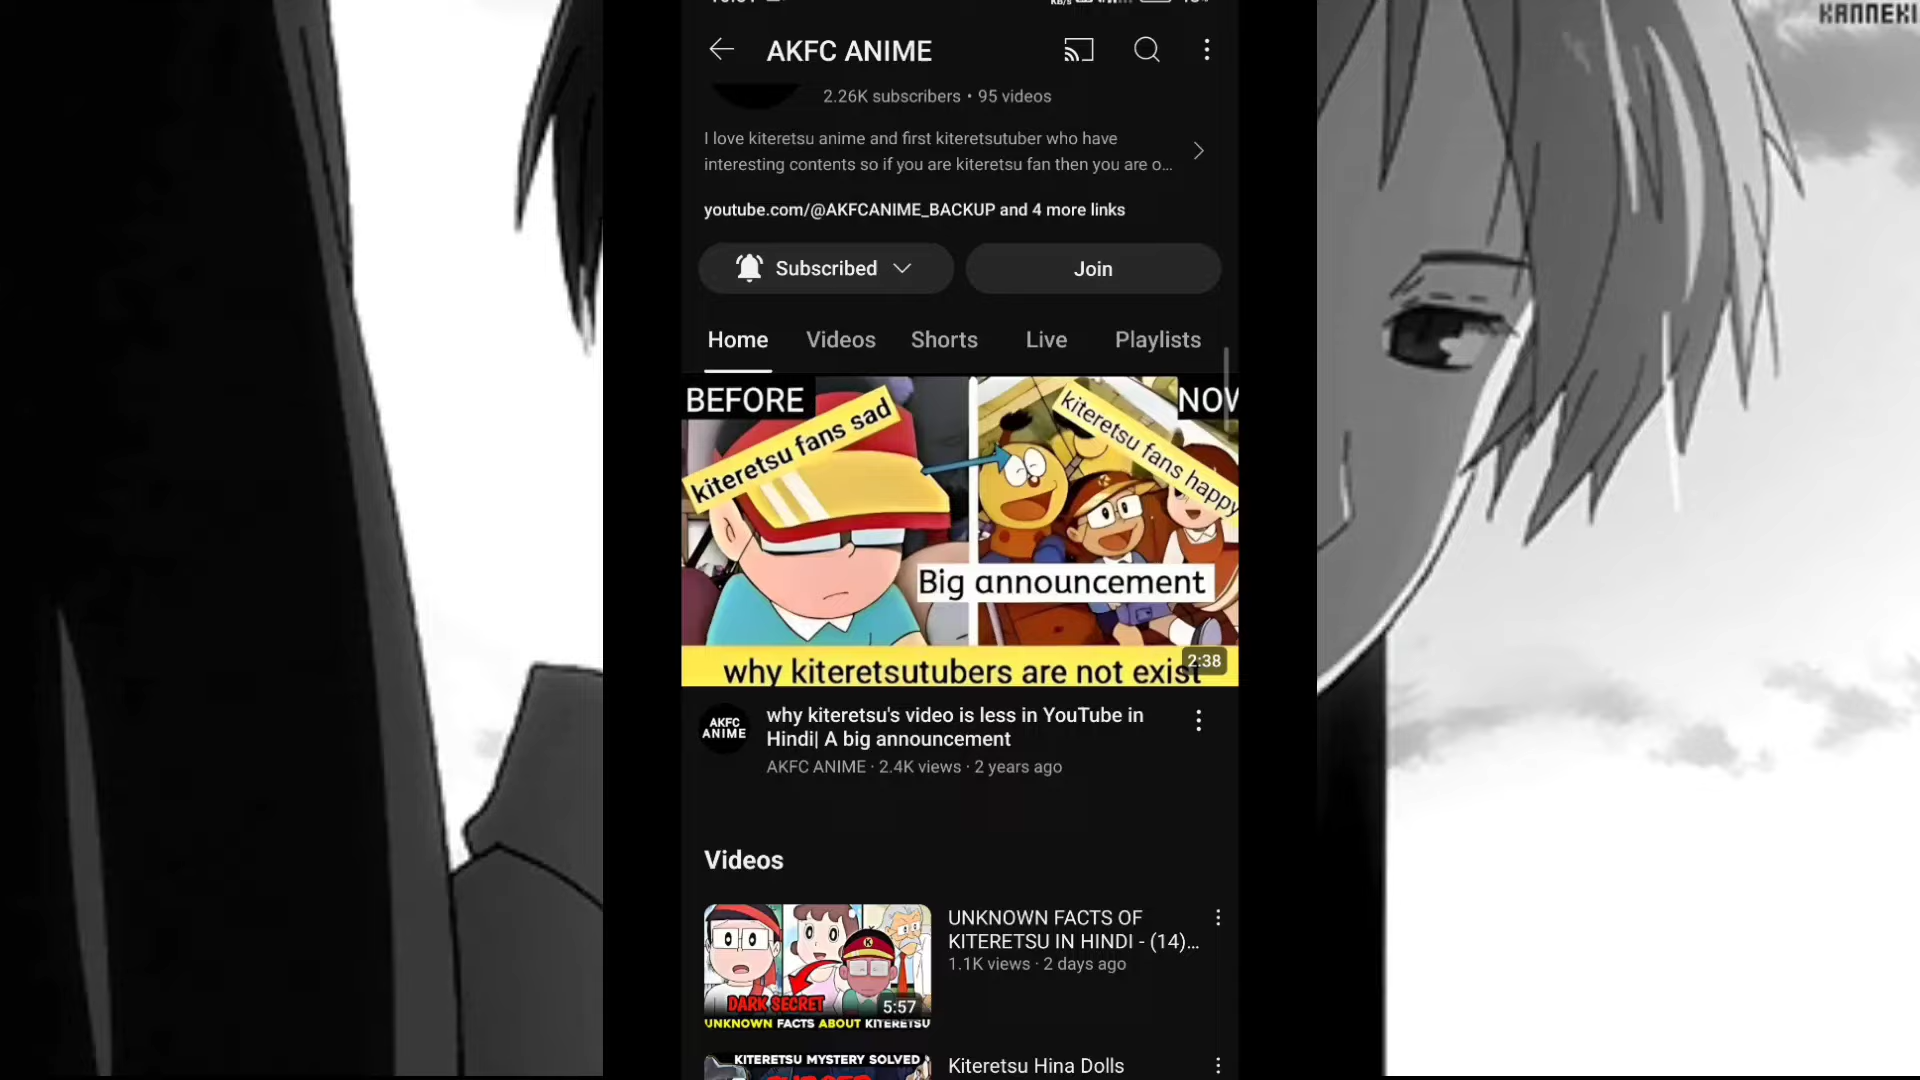 KANNEKI
AKFC ANIME
2.26K subscribers • 95 videos
I love kiteretsu anime and first kiteretsutuber who have
interesting contents so if you are kiteretsu fan then you are o...
youtube.com/@AKFCANIME_BACKUP and 4 more links
Subscribed
Join
Home Videos Shorts Live Playlists
BEFORE
kiteretsu fans sad
kiteretsu fans happy
Big announcement
why kiteretsutubers are not exist
2:38
AKFC
ANIME
why kiteretsu's video is less in YouTube in
Hindi| A big announcement
AKFC ANIME · 2.4K views · 2 years ago
Videos
K
DARK SECRET
5:57
UNKNOWN FACTS ABOUT KITERETSU
UNKNOWN FACTS OF
KITERETSU IN HINDI - (14)...
1.1K views · 2 days ago
KITERETSU MYSTERY SOLVED
Kiteretsu Hina Dolls